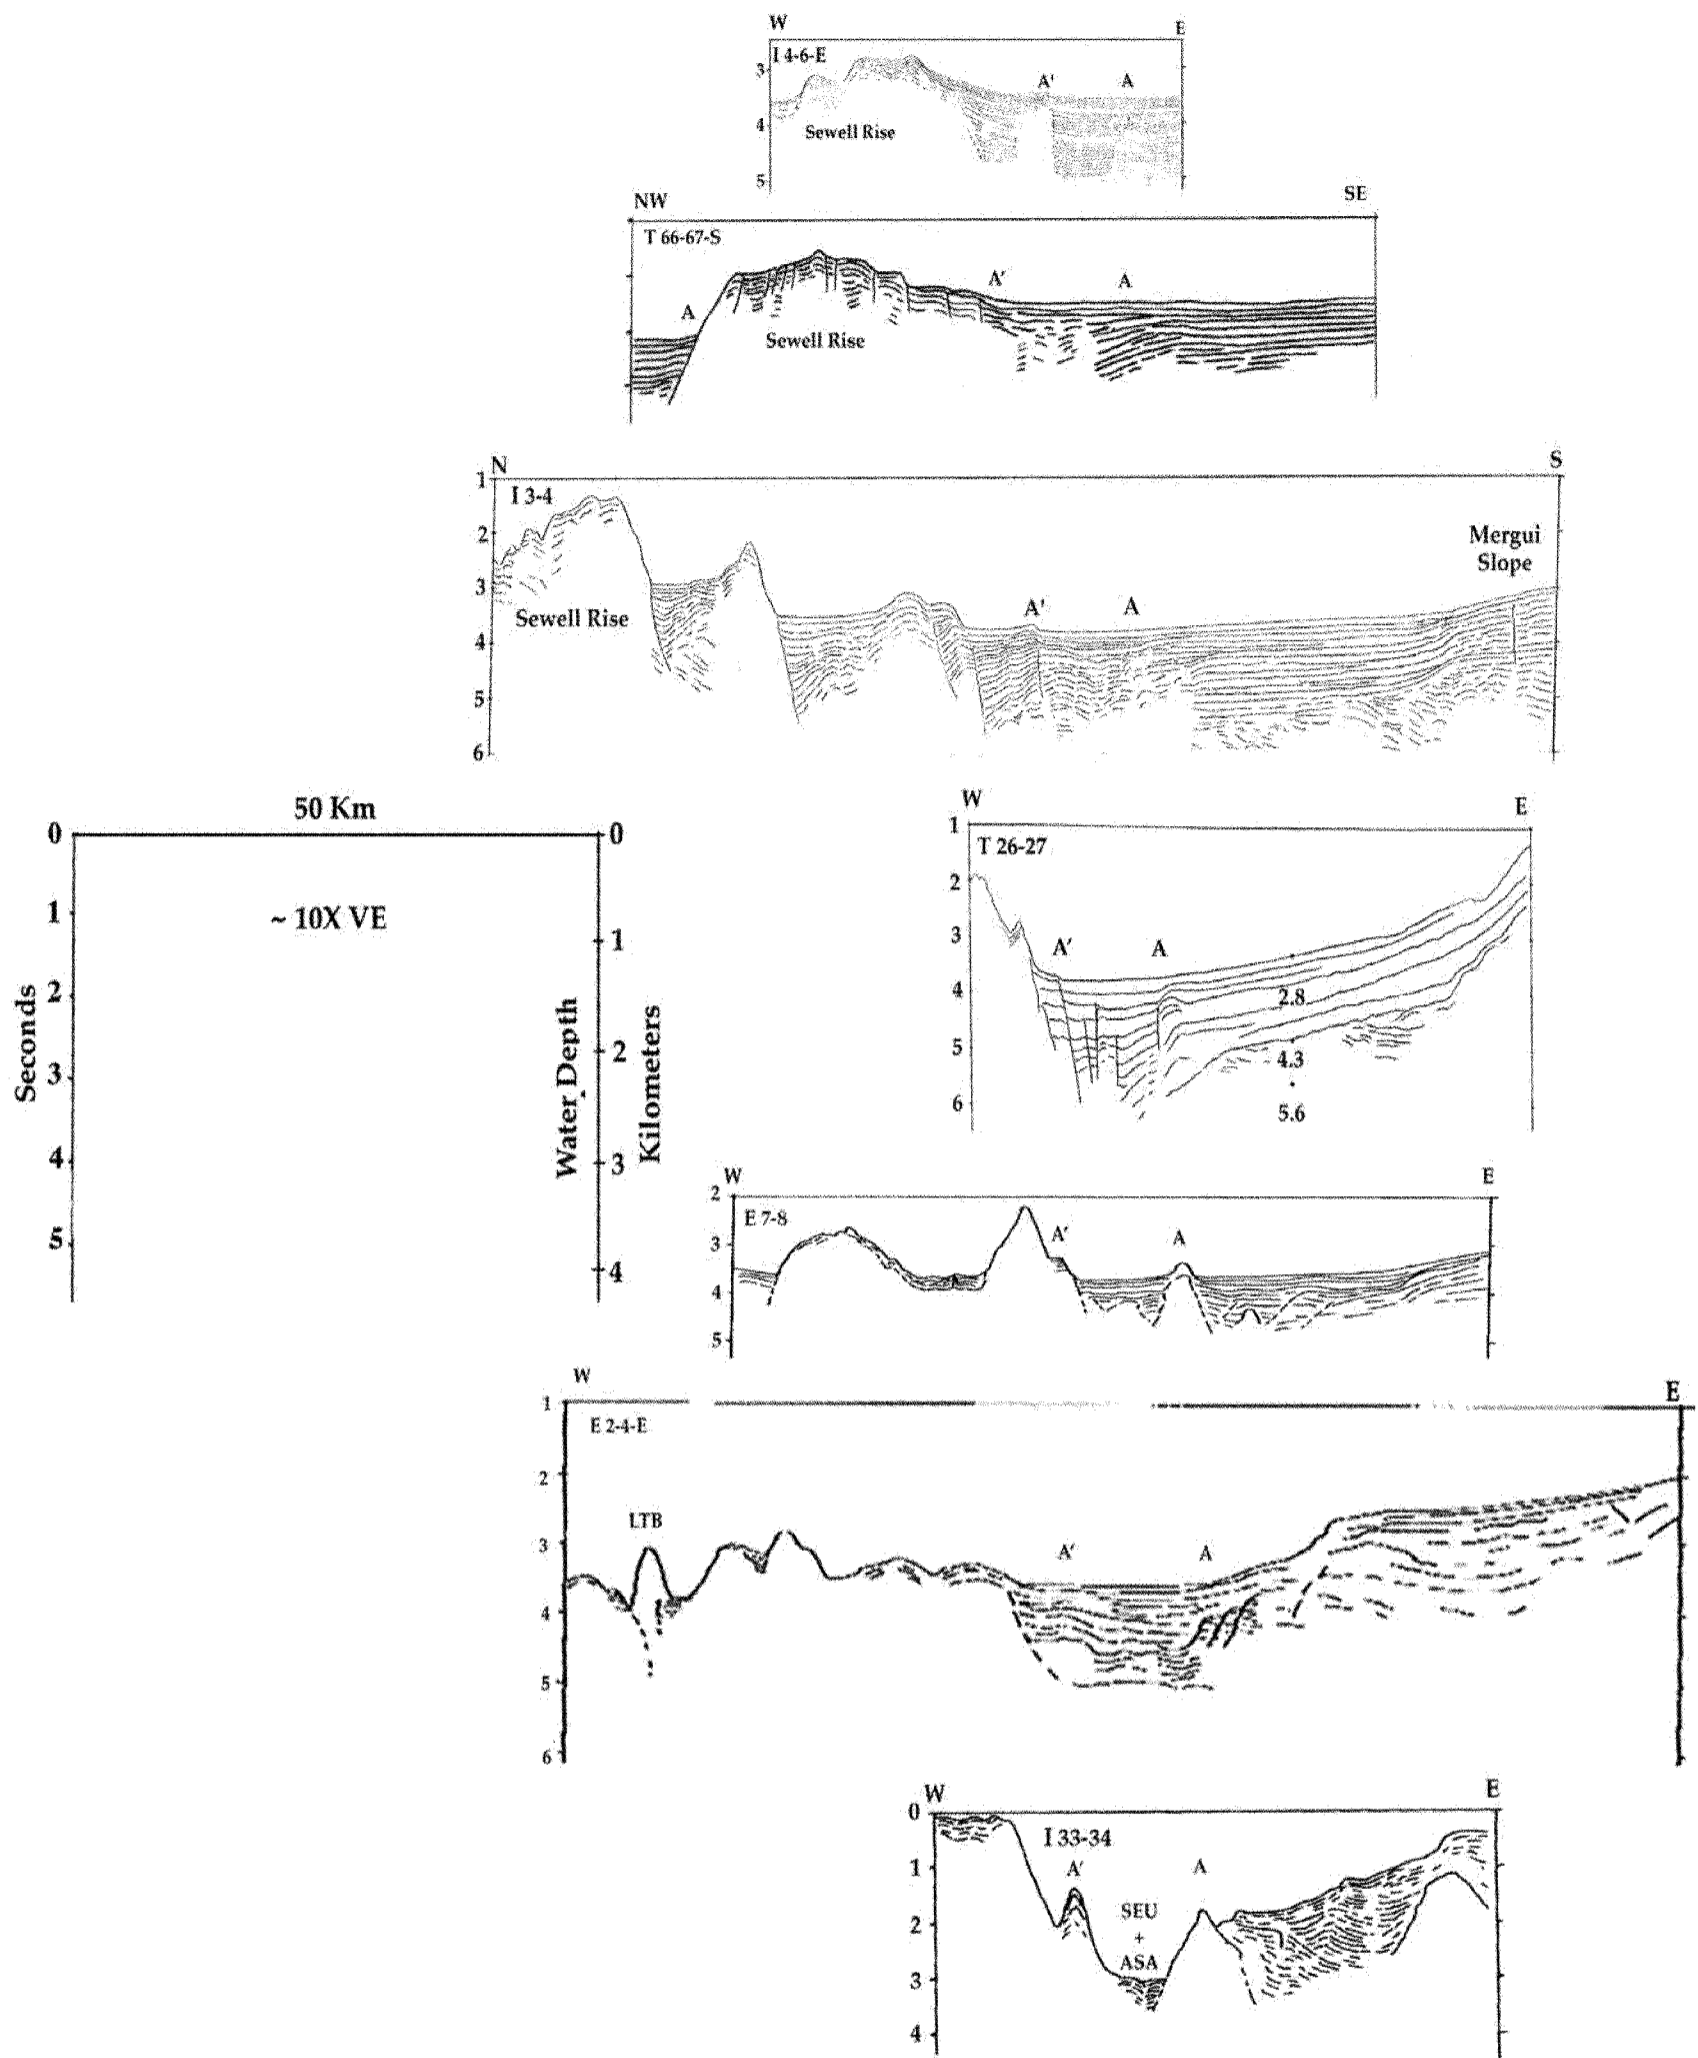 W E
I 4-6-E
3
A' A
4
Sewell Rise
5
NW SE
T 66-67-S
A' A
A
Sewell Rise
N S
1
I 3-4
2
Mergui
Slope
3
A' A
Sewell Rise
4
5
6
50 Km
0 0
~ 10X VE
1
1
2
2
3
3
4
4
5
Seconds
Water Depth
Kilometers
W E
1
T 26-27
2
3
A' A
4
2.8
5
4.3
6
5.6
W E
2
E 7-8
3
A' A
4
5
W E
1
E 2-4-E
2
LTB
3
A' A
4
5
6
W E
0
I 33-34
1
A' A
SEU
2
+
ASA
3
4